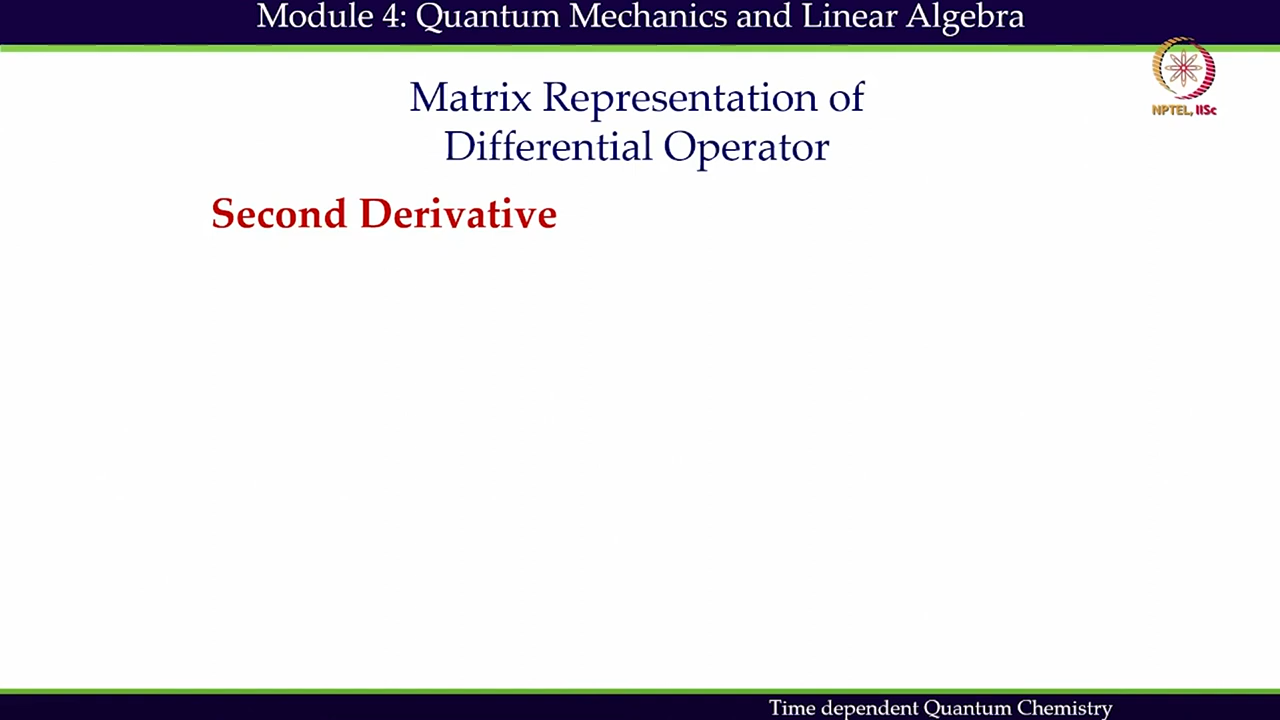 Module 4: Quantum Mechanics and Linear Algebra
NPTEL, IISc
Matrix Representation of
Differential Operator
Second Derivative
Time dependent Quantum Chemistry